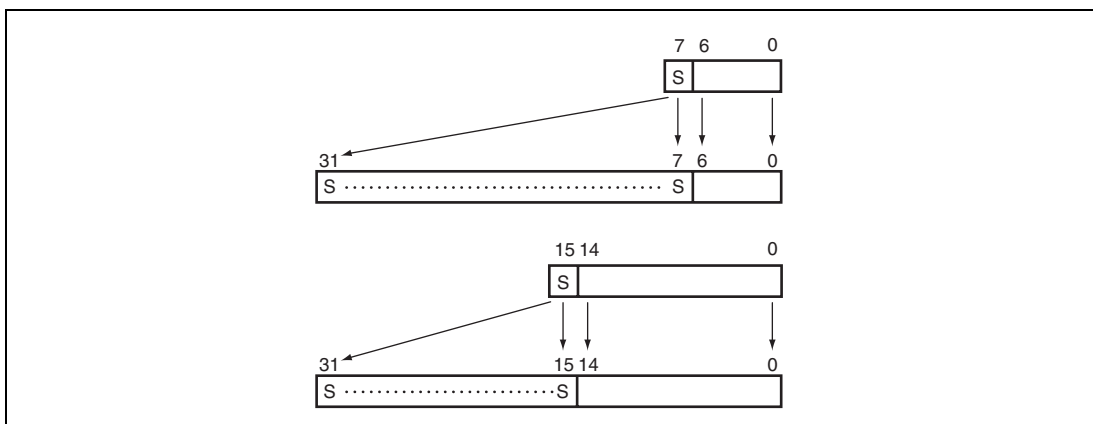 7 6 0
S
31 7 6 0
S ........................................ S
15 14 0
S
31 15 14 0
S ...........................S